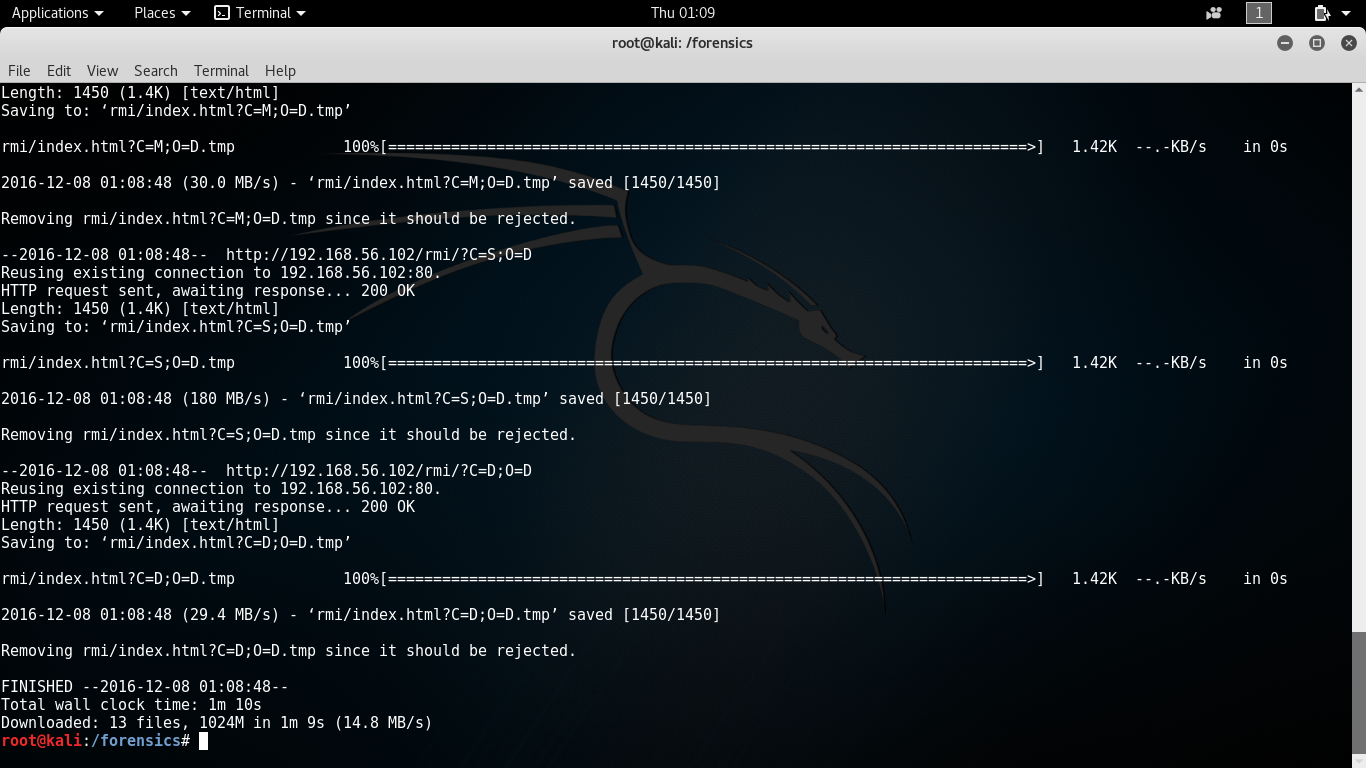 Applications Places Terminal Thu 01:09 1
root@kali: /forensics
File Edit View Search Terminal Help
Length: 1450 (1.4K) [text/html]
Saving to: ‘rmi/index.html?C=M;O=D.tmp’
rmi/index.html?C=M;O=D.tmp 100%[=======================================================================>] 1.42K --.-KB/s in 0s
2016-12-08 01:08:48 (30.0 MB/s) - ‘rmi/index.html?C=M;O=D.tmp’ saved [1450/1450]
Removing rmi/index.html?C=M;O=D.tmp since it should be rejected.
--2016-12-08 01:08:48-- http://192.168.56.102/rmi/?C=S;O=D
Reusing existing connection to 192.168.56.102:80.
HTTP request sent, awaiting response... 200 OK
Length: 1450 (1.4K) [text/html]
Saving to: ‘rmi/index.html?C=S;O=D.tmp’
rmi/index.html?C=S;O=D.tmp 100%[=======================================================================>] 1.42K --.-KB/s in 0s
2016-12-08 01:08:48 (180 MB/s) - ‘rmi/index.html?C=S;O=D.tmp’ saved [1450/1450]
Removing rmi/index.html?C=S;O=D.tmp since it should be rejected.
--2016-12-08 01:08:48-- http://192.168.56.102/rmi/?C=D;O=D
Reusing existing connection to 192.168.56.102:80.
HTTP request sent, awaiting response... 200 OK
Length: 1450 (1.4K) [text/html]
Saving to: ‘rmi/index.html?C=D;O=D.tmp’
rmi/index.html?C=D;O=D.tmp 100%[=======================================================================>] 1.42K --.-KB/s in 0s
2016-12-08 01:08:48 (29.4 MB/s) - ‘rmi/index.html?C=D;O=D.tmp’ saved [1450/1450]
Removing rmi/index.html?C=D;O=D.tmp since it should be rejected.
FINISHED --2016-12-08 01:08:48--
Total wall clock time: 1m 10s
Downloaded: 13 files, 1024M in 1m 9s (14.8 MB/s)
root@kali:/forensics#